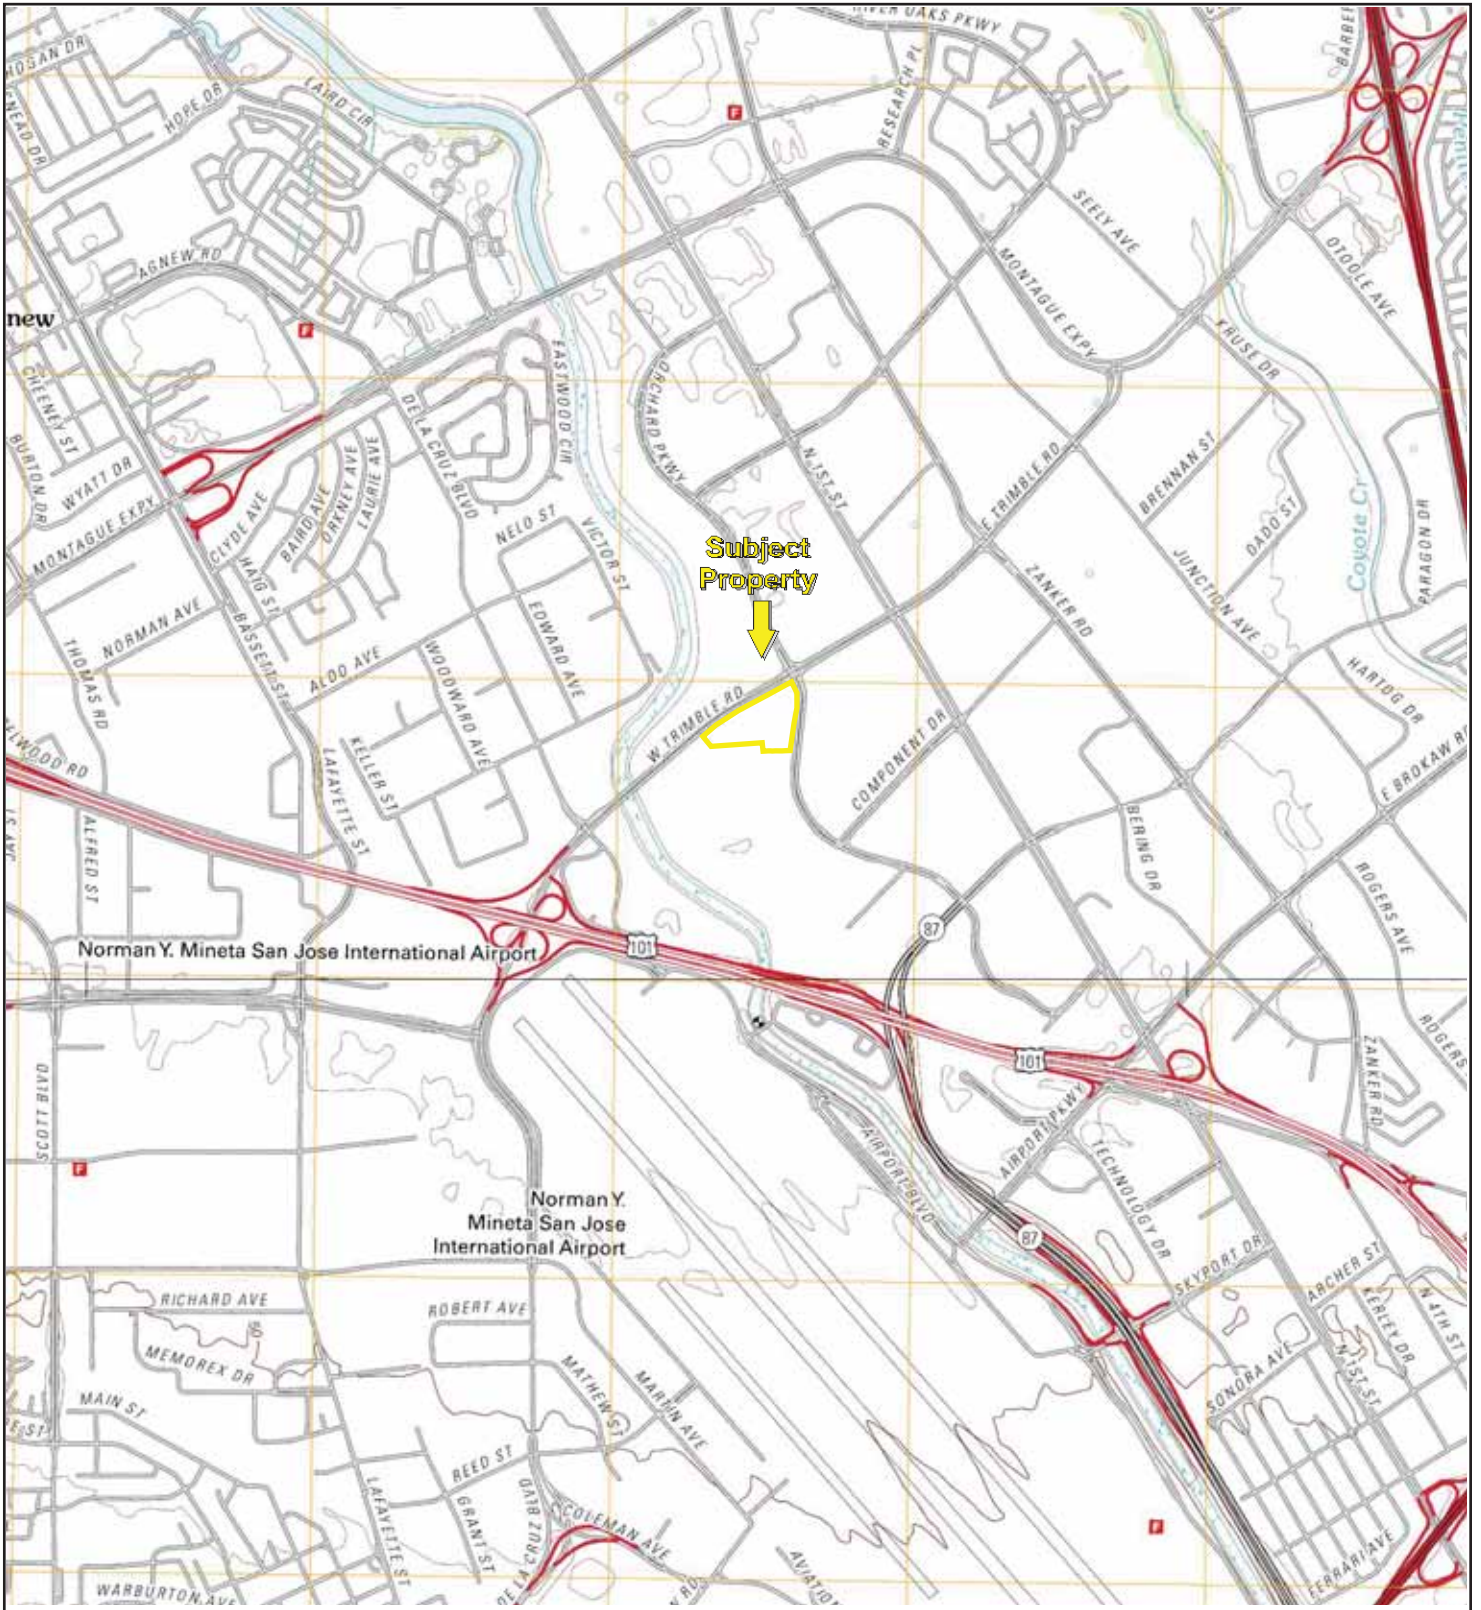 RIVER OAKS PKWY
HOGAN DR
HOPE DR
LAIRD CIR
RESEARCH PL
F
SEELY AVE
AGNEW RD
MONTAGUE EXPY
OTOOLE AVE
new
F
KRUSE DR
CHEENEY ST
EASTWOOD CIR
ORCHARD PKWY
DE LA CRUZ BLVD
BURTON DR
WYATT DR
MONTAGUE EXPY
CLYDE AVE
BAIRD AVE
ORKNEY AVE
LAURIE AVE
HAIG ST
N 1ST ST
E TRIMBLE RD
BRENNAN ST
DADO ST
Coyote Cr
PARAGON DR
NELO ST
VICTOR ST
Subject
Property
ZANKER RD
JUNCTION AVE
NORMAN AVE
THOMAS RD
BASSETT ST
ALDO AVE
WOODWARD AVE
EDWARD AVE
HARTOG DR
W TRIMBLE RD
COMPONENT DR
KELLER ST
LAFAYETTE ST
E BROKAW RD
ALFRED ST
BERING DR
ROGERS AVE
87
Norman Y. Mineta San Jose International Airport
101
ROGERS
101
SCOTT BLVD
ZANKER RD
F
AIRPORT BLVD
AIRPORT PKWY
TECHNOLOGY DR
Norman Y.
Mineta San Jose
International Airport
87
SKYPORT DR
ARCHER ST
KERLEY DR
N 4TH ST
RICHARD AVE
ROBERT AVE
50
MEMOREX DR
MATHEW ST
MARTIN AVE
SONORA AVE
N 1ST ST
MAIN ST
REED ST
LAFAYETTE ST
GRANT ST
DE LA CRUZ BLVD
COLEMAN AVE
F
AVIATION
FERRARI AVE
WARBURTON AVE